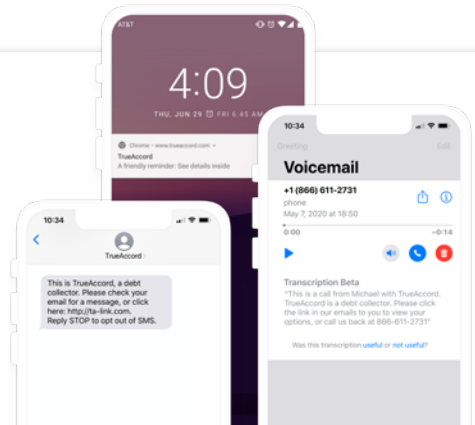 AT&T
4:09
THU, JUN 29 FRI 6:45 AM
Chrome • www.trueaccord.com
TrueAccord
A friendly reminder: See details inside
10:34
Greeting Edit
Voicemail
+1 (866) 611-2731
phone
May 7, 2020 at 18:50
0:00 -0:14
Transcription Beta
"This is a call from Michael with TrueAccord.
TrueAccord is a debt collector. Please click
the link in our emails to you to view your
options, or call us back at 866-611-2731"
Was this transcription useful or not useful?
10:34
TrueAccord
This is TrueAccord, a debt
collector. Please check your
email for a message, or click
here: http://ta-link.com.
Reply STOP to opt out of SMS.